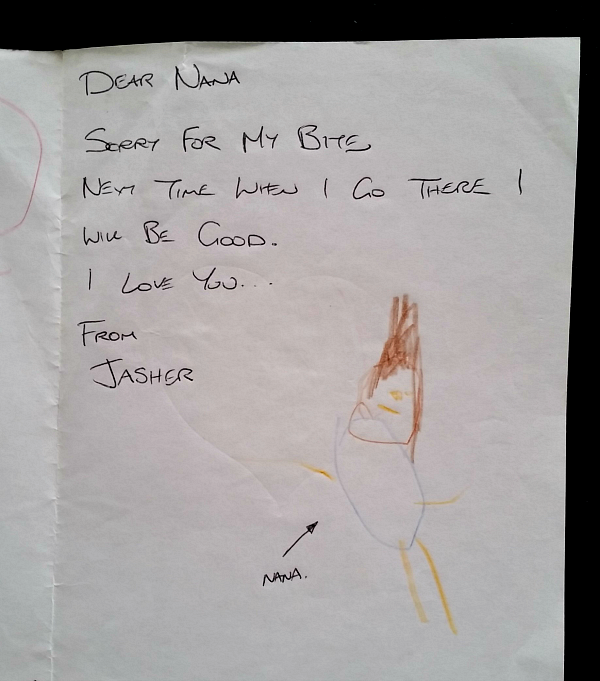 DEAR NANA
SORRY FOR MY BITE
NEXT TIME WHEN I GO THERE I
WILL BE GOOD.
I LOVE YOU...
FROM
JASHER
NANA.